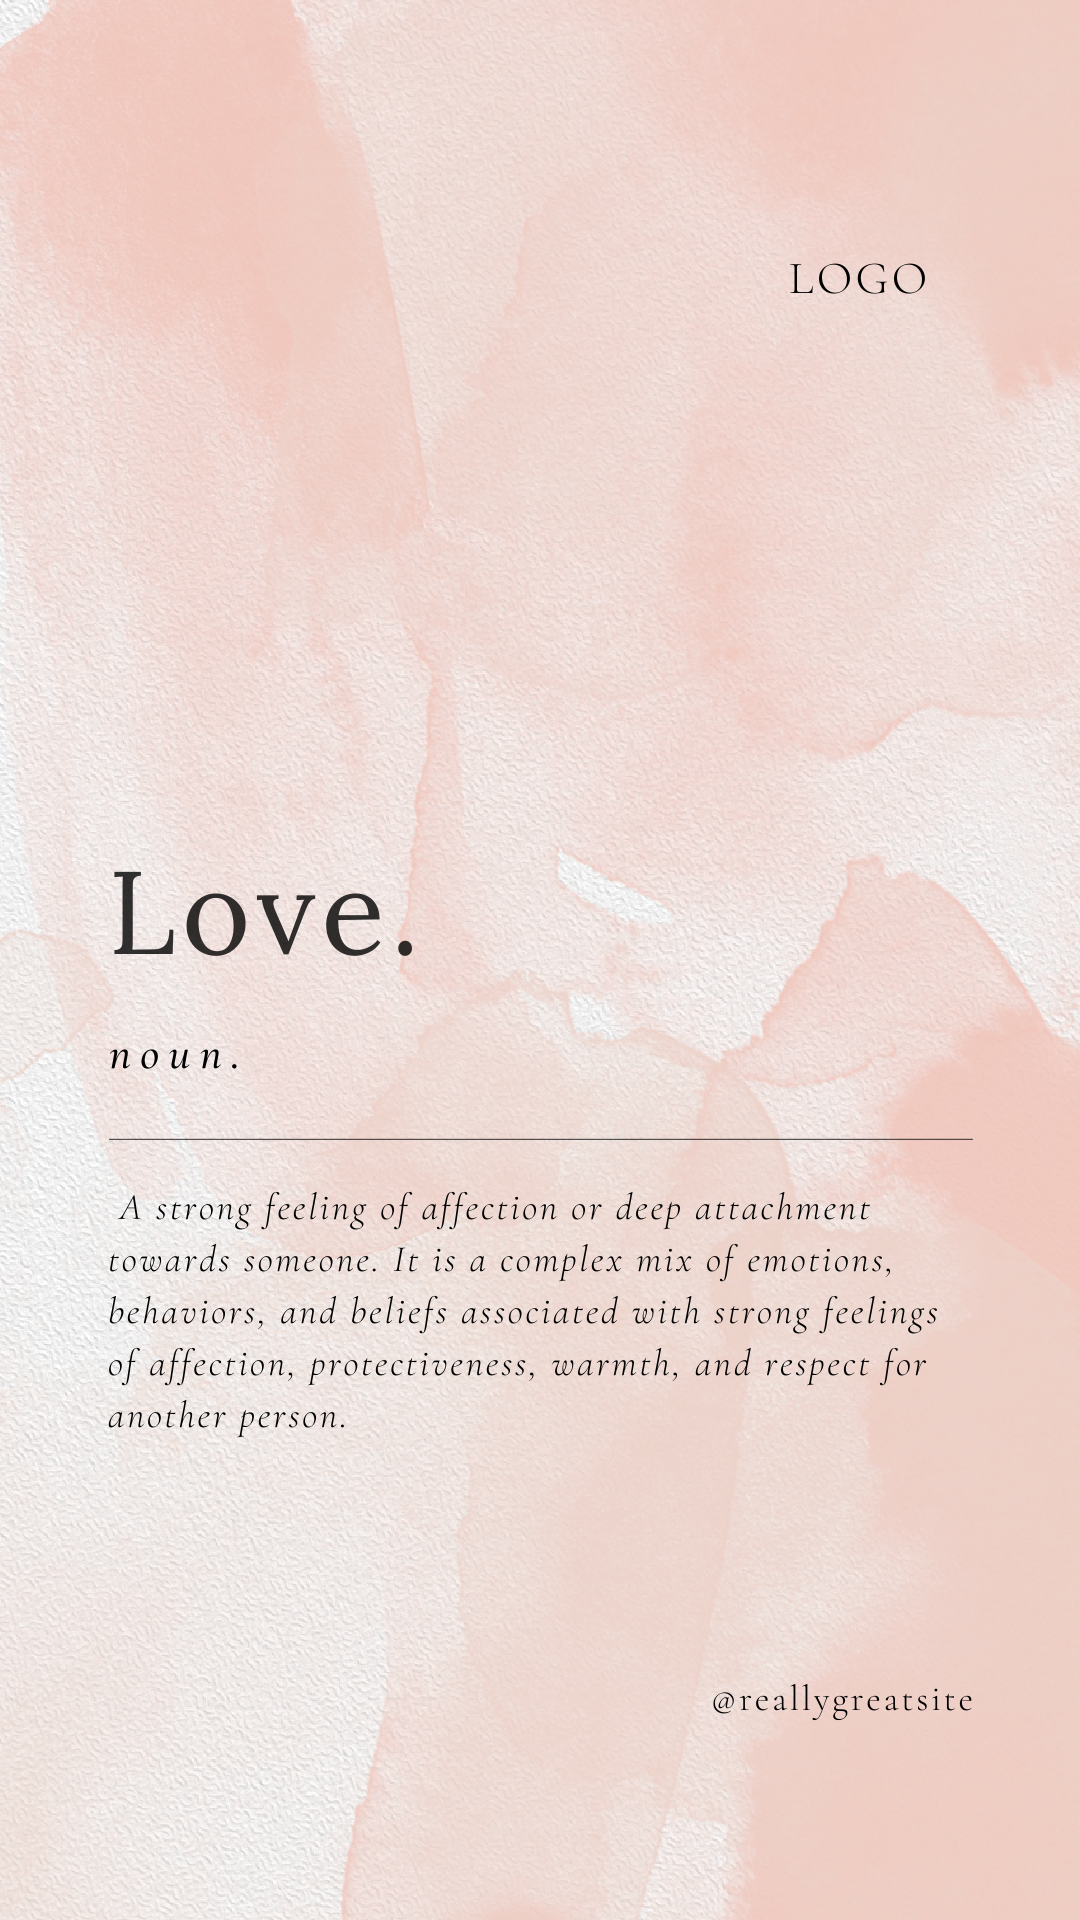 LOGO
Love.
noun.
A strong feeling of affection or deep attachment
towards someone. It is a complex mix of emotions,
behaviors, and beliefs associated with strong feelings
of affection, protectiveness, warmth, and respect for
another person.
@reallygreatsite